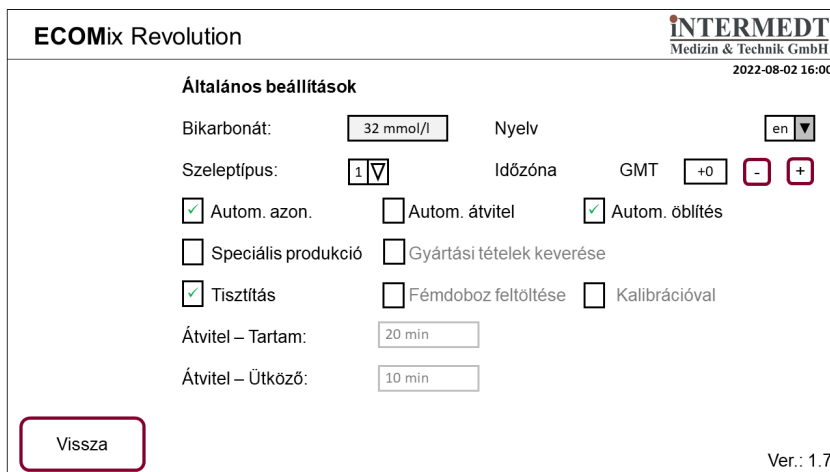 ECOMix Revolution
iNTERMEDT
Medizin & Technik GmbH
2022-08-02 16:00
Általános beállítások
Bikarbonát: 32 mmol/l Nyelv en
Szeleptípus: 1 Időzóna GMT +0 - +
Autom. azon. Autom. átvitel Autom. öblítés
Speciális produkció Gyártási tételek keverése
Tisztítás Fémdoboz feltöltése Kalibrációval
Átvitel – Tartam: 20 min
Átvitel – Ütköző: 10 min
Vissza
Ver.: 1.7